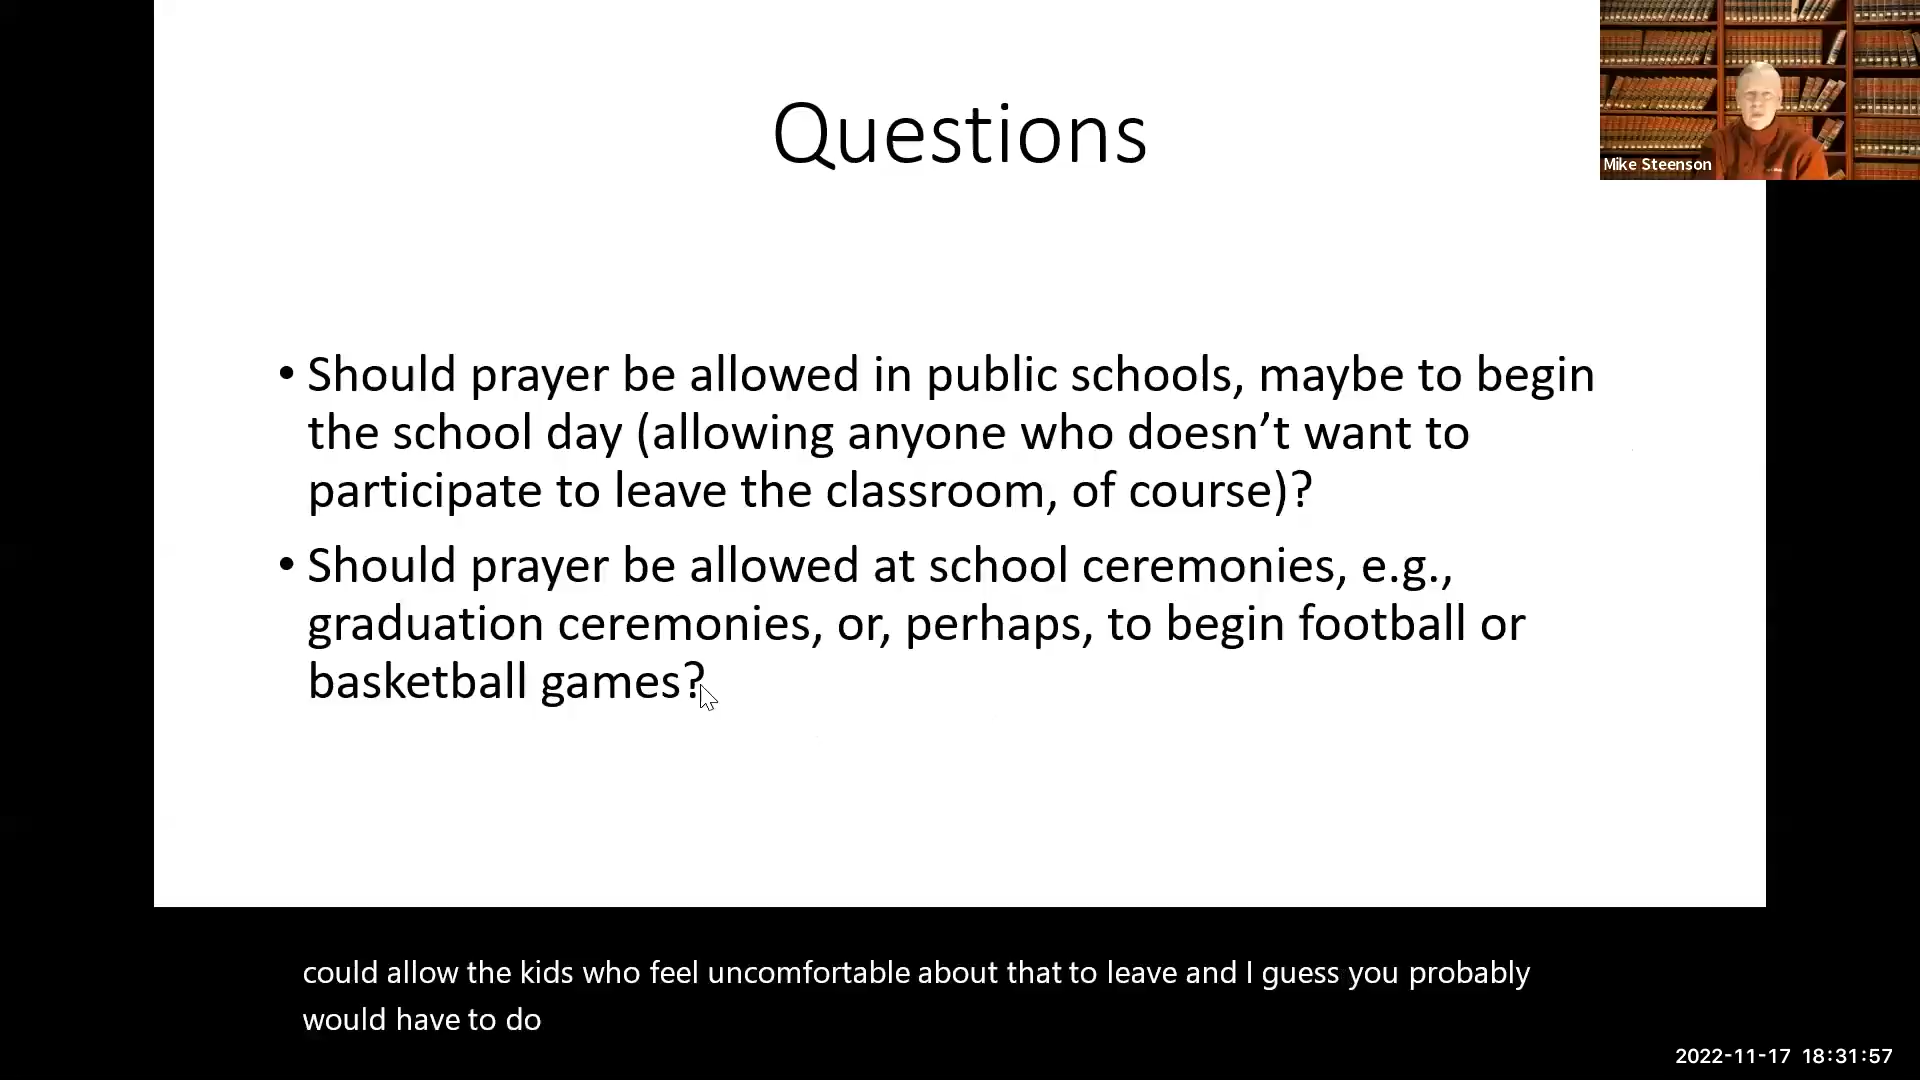 Questions
Mike Steenson
• Should prayer be allowed in public schools, maybe to begin
the school day (allowing anyone who doesn’t want to
participate to leave the classroom, of course)?
• Should prayer be allowed at school ceremonies, e.g.,
graduation ceremonies, or, perhaps, to begin football or
basketball games?
could allow the kids who feel uncomfortable about that to leave and I guess you probably
would have to do
2022-11-17 18:31:57